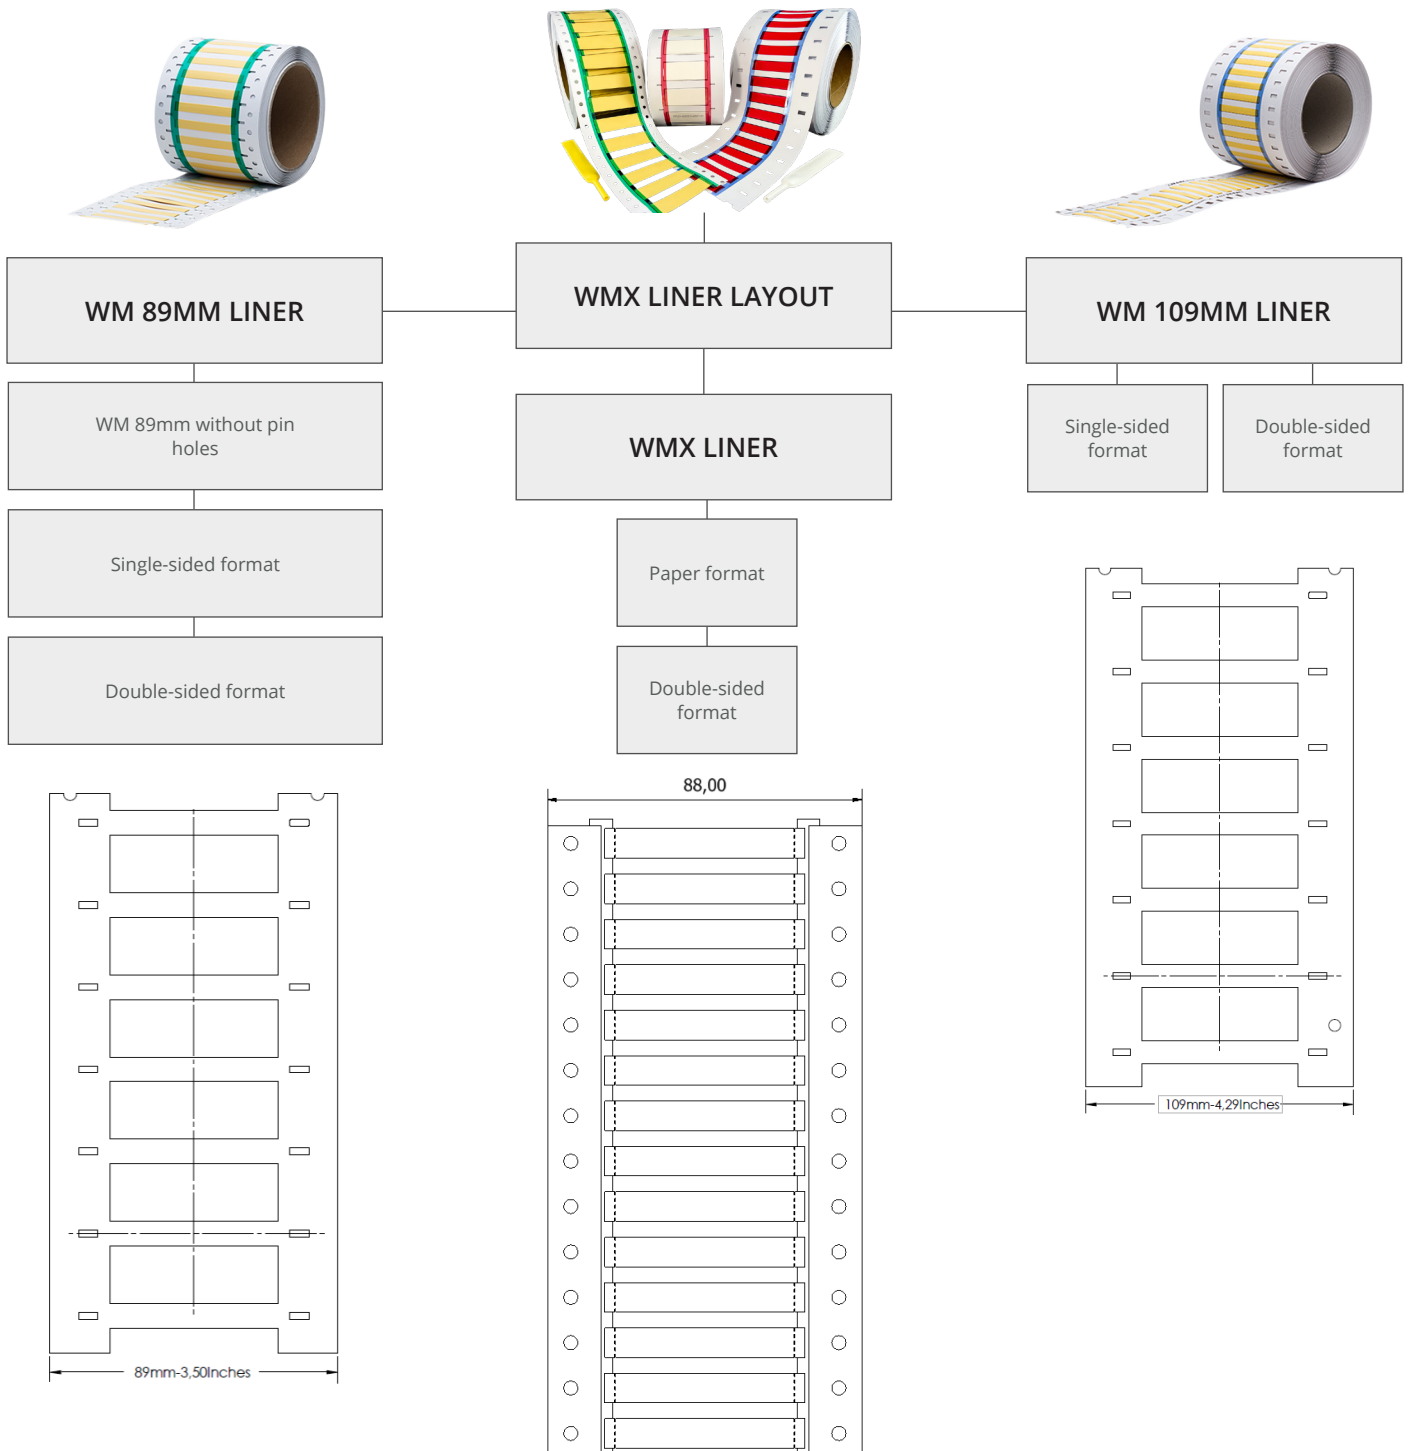 WM 89MM LINER
WMX LINER LAYOUT
WM 109MM LINER
WM 89mm without pin
holes
Single-sided format
Double-sided format
WMX LINER
Paper format
Double-sided
format
Single-sided
format
Double-sided
format
88,00
89mm-3,50Inches
109mm-4,29Inches